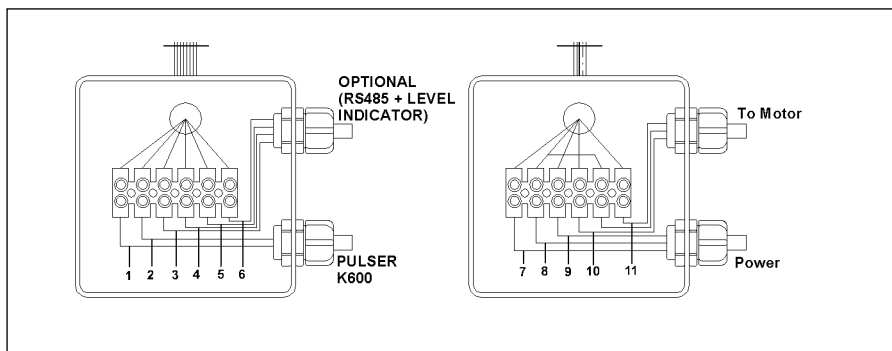 OPTIONAL
(RS485 + LEVEL
INDICATOR)
PULSER
K600
1 2 3 4 5 6
To Motor
Power
7 8 9 10 11